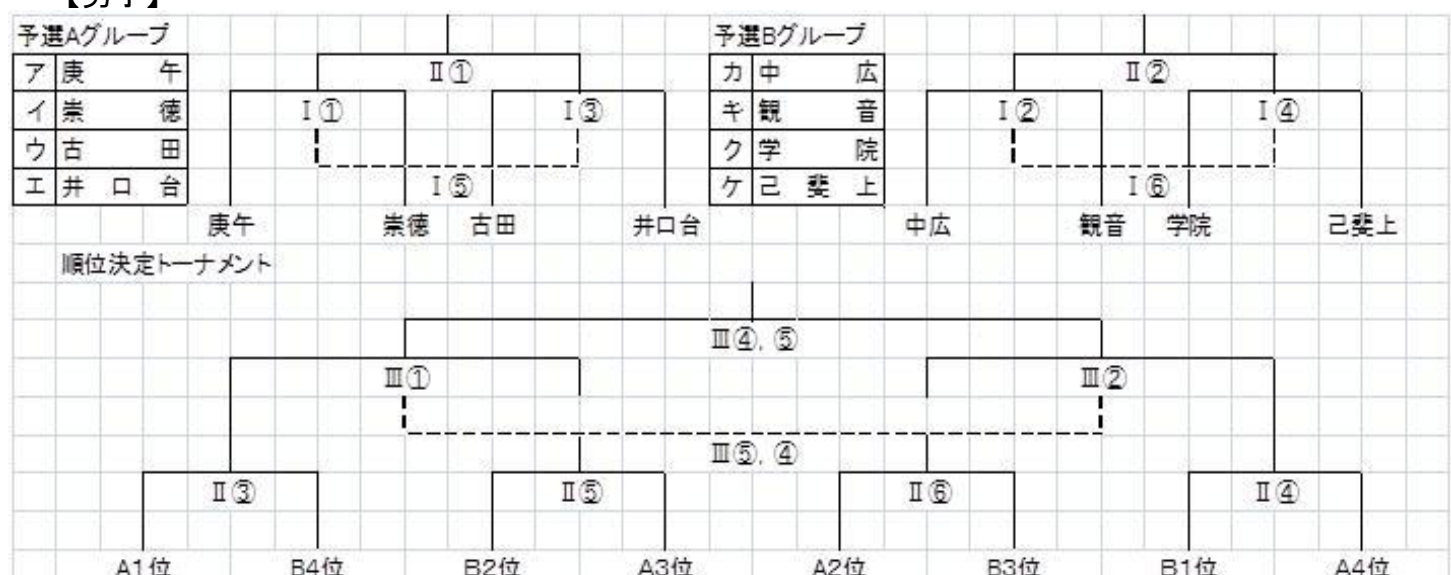 【男子】
予選Aグループ 予選Bグループ
ア 庚 午 Ⅱ① カ 中 広 Ⅱ②
イ 崇 徳 Ⅰ① Ⅰ③ キ 観 音 Ⅰ② Ⅰ④
ウ 古 田 ク 学 院
エ 井 口 台 Ⅰ⑤ ケ 己 斐 上 Ⅰ⑥
庚午 崇徳 古田 井口台 中広 観音 学院 己斐上
順位決定トーナメント
Ⅲ④, ⑤
Ⅲ① Ⅲ②
Ⅲ⑤, ④
Ⅱ③ Ⅱ⑤ Ⅱ⑥ Ⅱ④
A1位 B4位 B2位 A3位 A2位 B3位 B1位 A4位